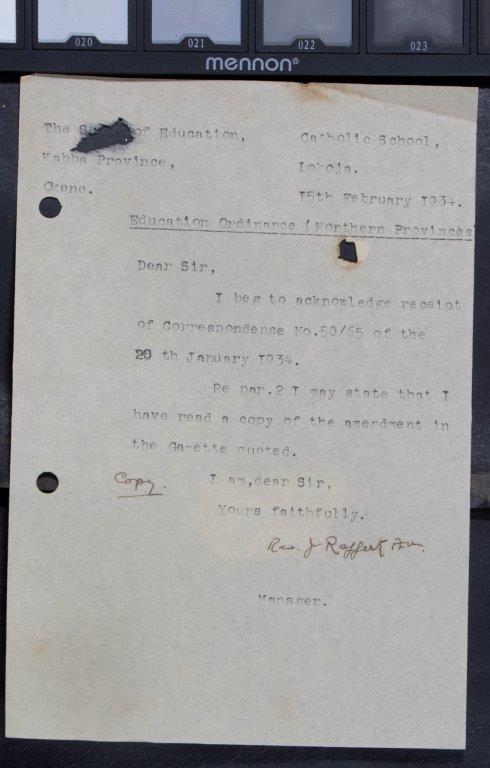 020 021 022 023
mennon®
The S of Education,
Kabba Province,
Okene.
Catholic School,
Lokoja.
15th February 1934.
Education Ordinance (Northern Provinces
Dear Sir,
I beg to acknowledge receipt
of Correspondence No.50/65 of the
20 th January 1934.
Re par.2 I may state that I
have read a copy of the amendment in
the Gazette quoted.
Copy.
I am,dear Sir,
Yours faithfully.
Rev. J
Manager.